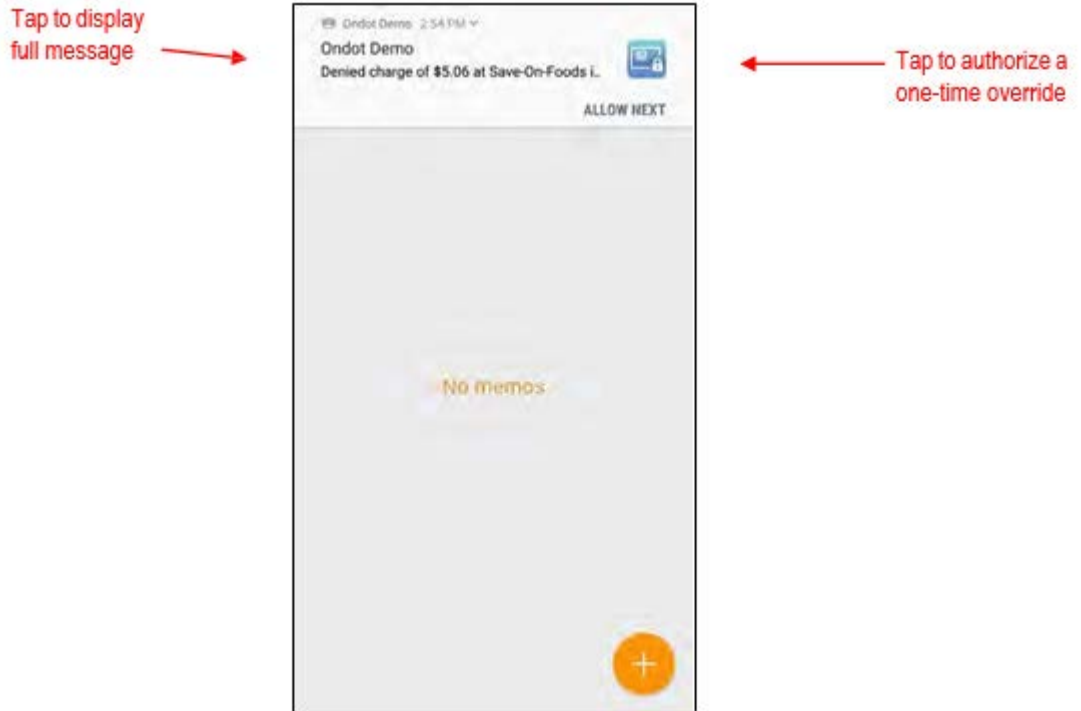 Tap to display
full message
Ondot Demo 2:54 PM
Ondot Demo
Denied charge of $5.06 at Save-On-Foods i..
ALLOW NEXT
Tap to authorize a
one-time override
No memos